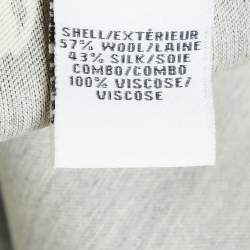 SHELL/EXTÉRIEUR
57% WOOL/LAINE
43% SILK/SOIE
COMBO/COMBO
100% VISCOSE/
VISCOSE